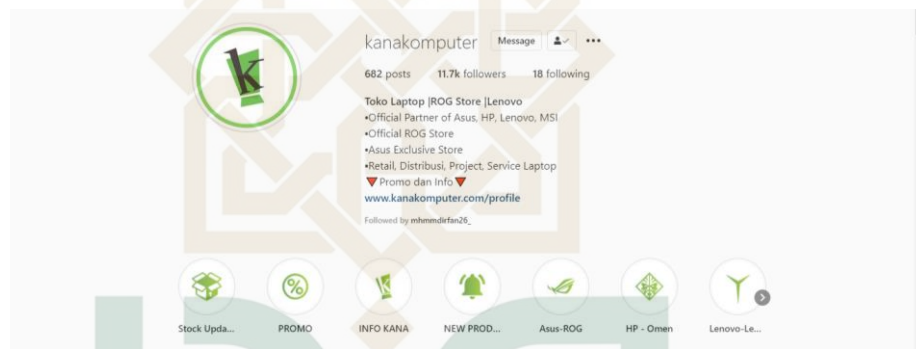 kanakomputer Message
682 posts 11.7k followers 18 following
Toko Laptop |ROG Store |Lenovo
•Official Partner of Asus, HP, Lenovo, MSI
•Official ROG Store
•Asus Exclusive Store
•Retail, Distribusi, Project, Service Laptop
🔻Promo dan Info🔻
www.kanakomputer.com/profile
Followed by mhmmdirfan26_
Stock Upda... PROMO INFO KANA NEW PROD... Asus-ROG HP - Omen Lenovo-Le...